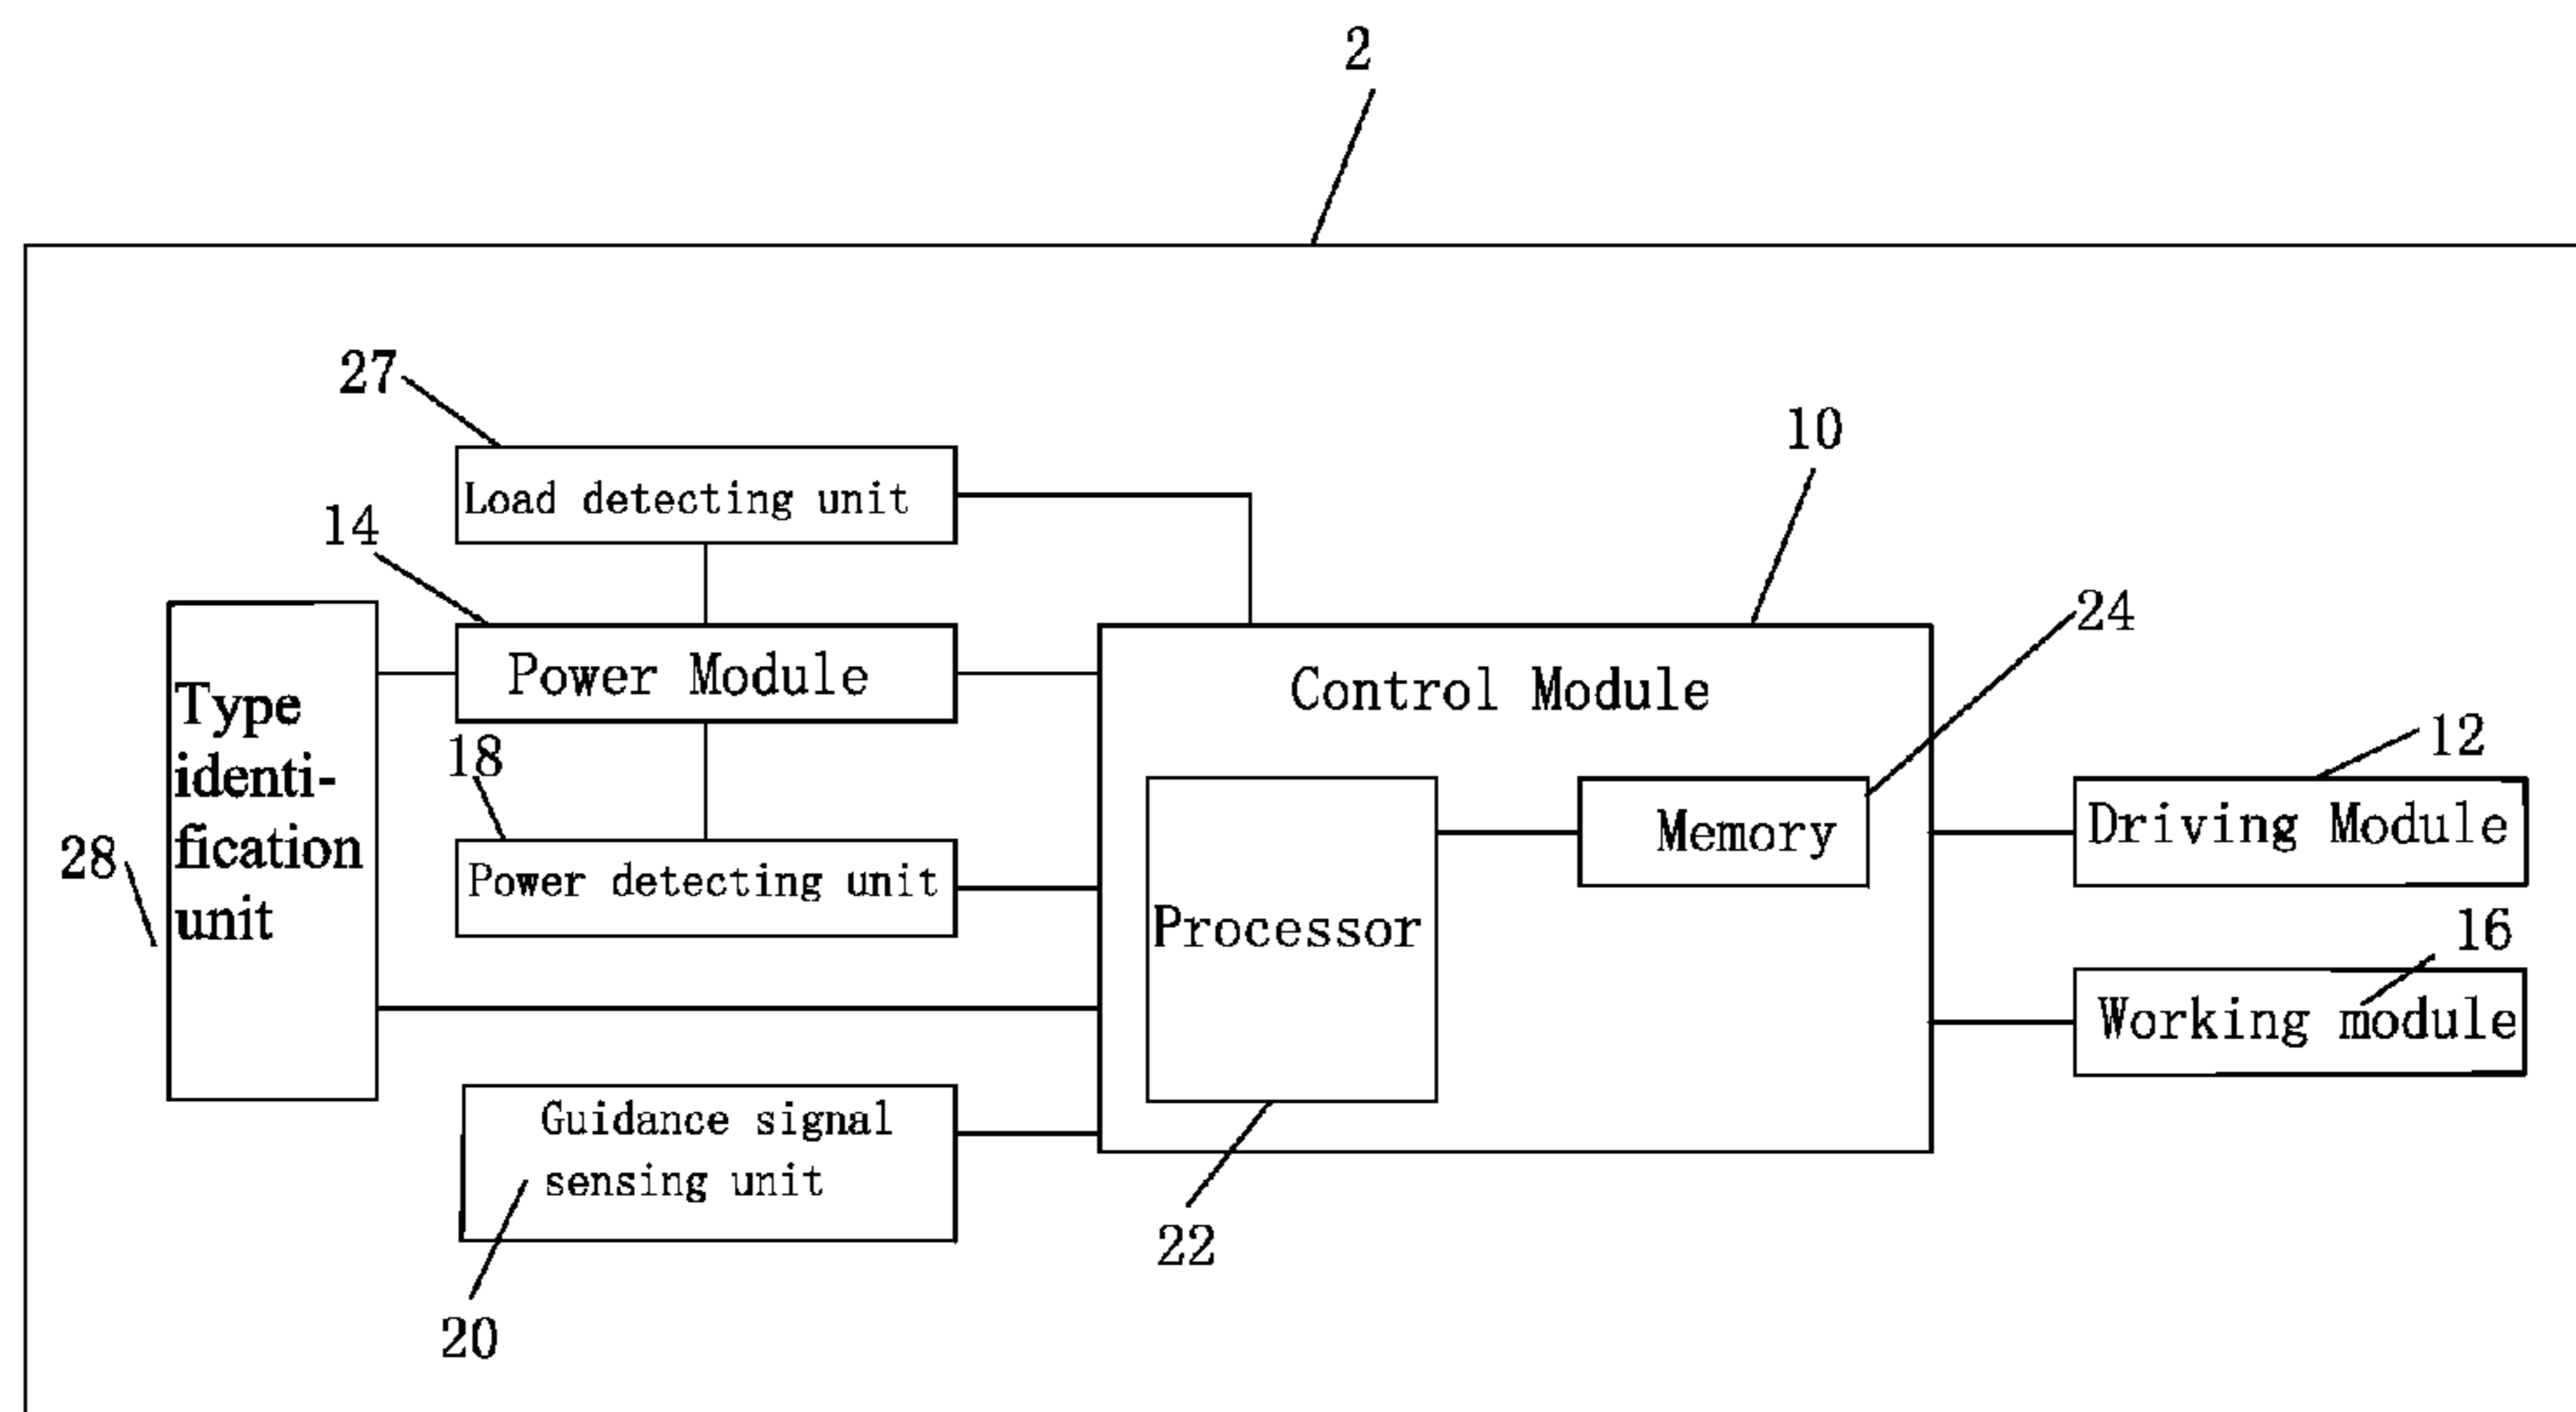 2
27
Load detecting unit
10
14
24
Power Module
Control Module
Type
identi-
fication
unit
18
12
Driving Module
Memory
28
Power detecting unit
Processor
16
Working module
Guidance signal
sensing unit
22
20